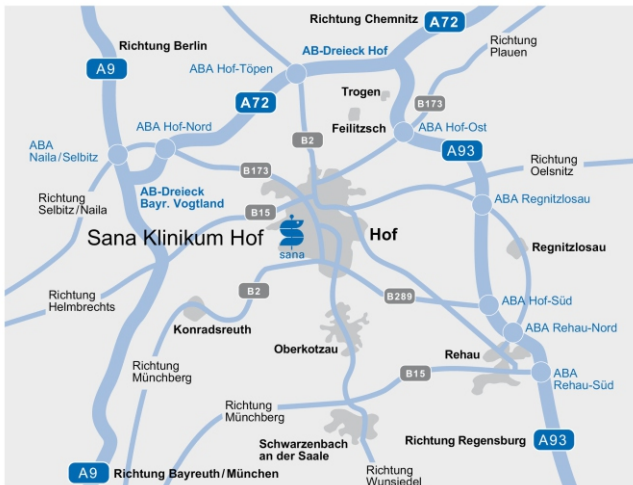 Richtung Chemnitz
A72
Richtung Berlin
A9
AB-Dreieck Hof
Richtung
Plauen
ABA Hof-Töpen
A72
Trogen
B173
Feilitzsch
ABA Hof-Ost
ABA
Naila/Selbitz
ABA Hof-Nord
B2
A93
B173
Richtung
Oelsnitz
Richtung
Selbitz/Naila
AB-Dreieck
Bayr. Vogtland
B15
ABA Regnitzlosau
Sana Klinikum Hof
sana
Hof
Regnitzlosau
Richtung
Helmbrechts
B2
B289
ABA Hof-Süd
Konradsreuth
ABA Rehau-Nord
Oberkotzau
Rehau
Richtung
Münchberg
B15
ABA
Rehau-Süd
Richtung
Münchberg
Schwarzenbach
an der Saale
Richtung Regensburg
A93
A9
Richtung Bayreuth/München
Richtung
Wunsiedel